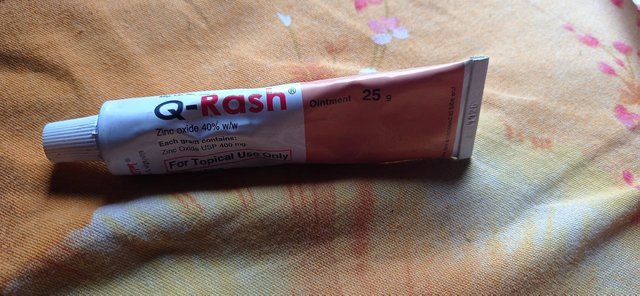 Q-Rash®
Ointment 25 g
Zinc oxide 40% w/w
Each gram contains:
Zinc Oxide USP 400 mg
For Topical Use Only